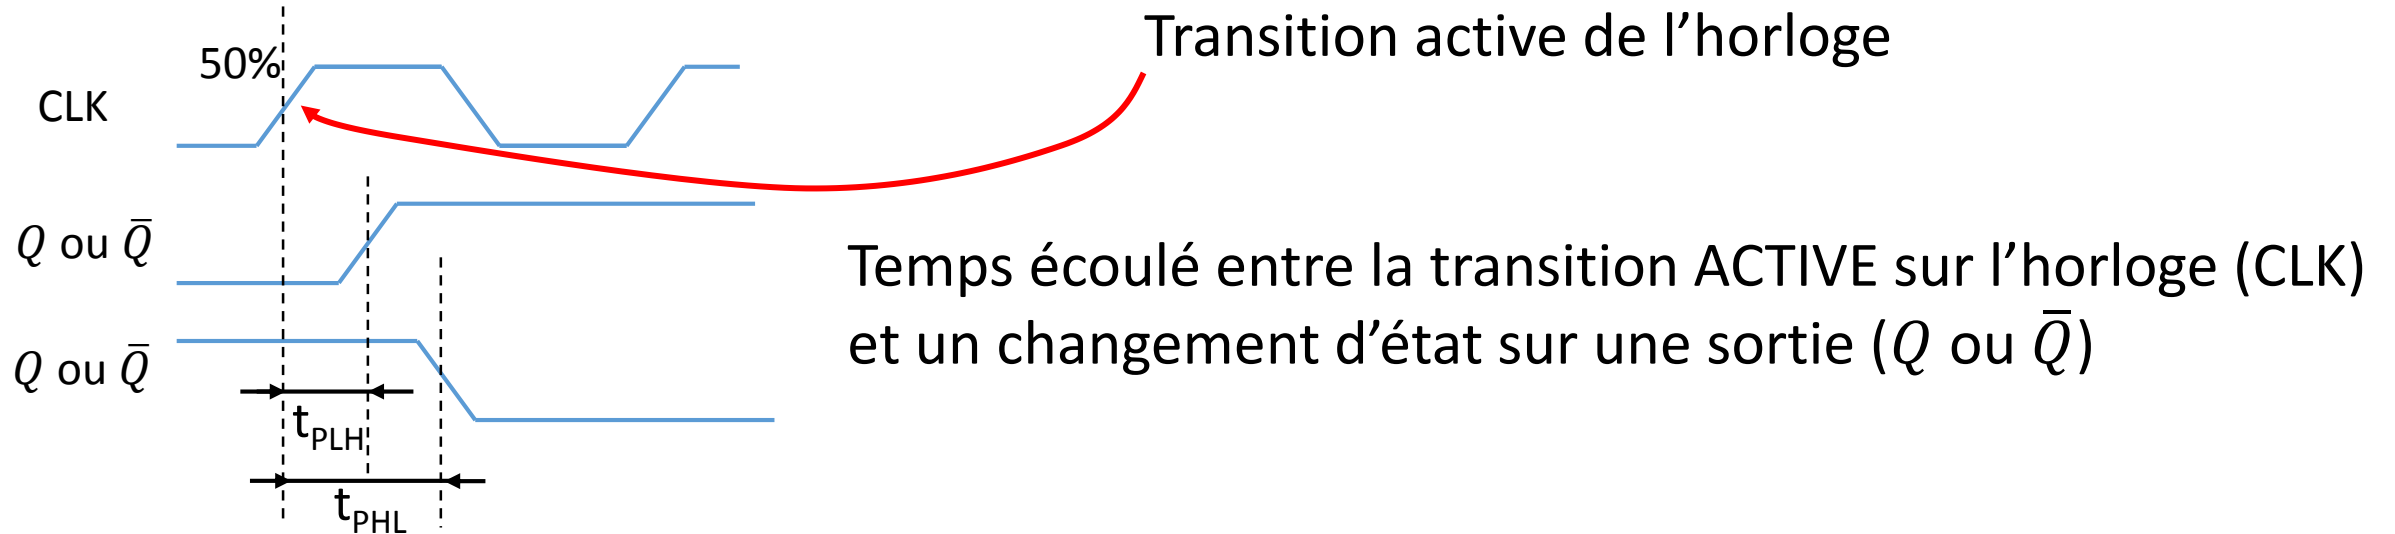 Transition active de l’horloge
50%
CLK
Q ou Q̅
Temps écoulé entre la transition ACTIVE sur l’horloge (CLK)
et un changement d’état sur une sortie (Q ou Q̅)
Q ou Q̅
tPLH
tPHL